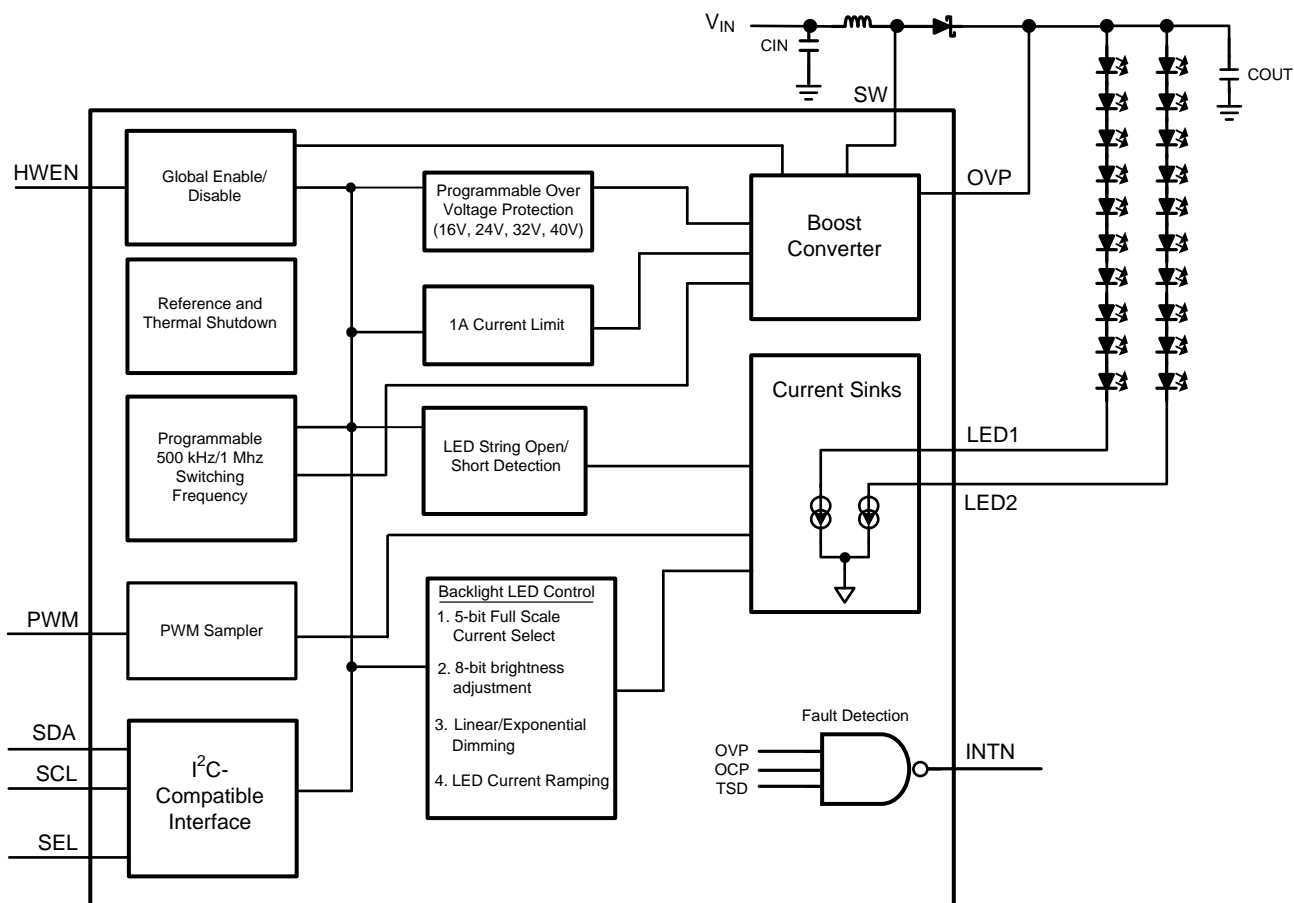 VIN
CIN
COUT
SW
HWEN
Global Enable/
Disable
Programmable Over
Voltage Protection
(16V, 24V, 32V, 40V)
Boost
Converter
OVP
Reference and
Thermal Shutdown
1A Current Limit
Current Sinks
Programmable
500 kHz/1 Mhz
Switching
Frequency
LED String Open/
Short Detection
LED1
LED2
PWM
PWM Sampler
Backlight LED Control
1. 5-bit Full Scale
Current Select
2. 8-bit brightness
adjustment
3. Linear/Exponential
Dimming
4. LED Current Ramping
SDA
SCL
SEL
I2C-
Compatible
Interface
Fault Detection
OVP
OCP
TSD
INTN